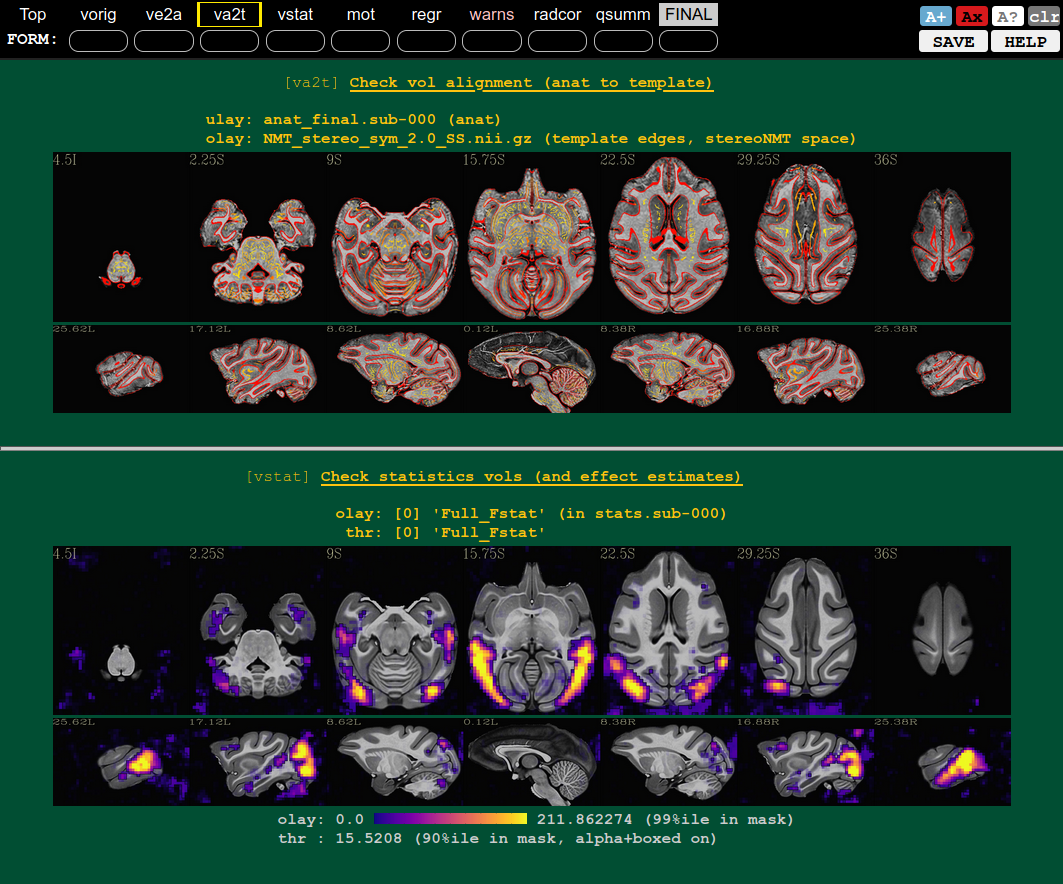 Top vorig ve2a va2t vstat mot regr warns radcor qsumm FINAL A+ Ax A? clr
FORM: SAVE HELP
[va2t] Check vol alignment (anat to template)
ulay: anat_final.sub-000 (anat)
olay: NMT_stereo_sym_2.0_SS.nii.gz (template edges, stereoNMT space)
4.5I 2.25S 9S 15.75S 22.5S 29.25S 36S
25.62L 17.12L 8.62L 0.12L 8.38R 16.88R 25.38R
[vstat] Check statistics vols (and effect estimates)
olay: [0] 'Full_Fstat' (in stats.sub-000)
thr: [0] 'Full_Fstat'
4.5I 2.25S 9S 15.75S 22.5S 29.25S 36S
25.62L 17.12L 8.62L 0.12L 8.38R 16.88R 25.38R
olay: 0.0 211.862274 (99%ile in mask)
thr : 15.5208 (90%ile in mask, alpha+boxed on)